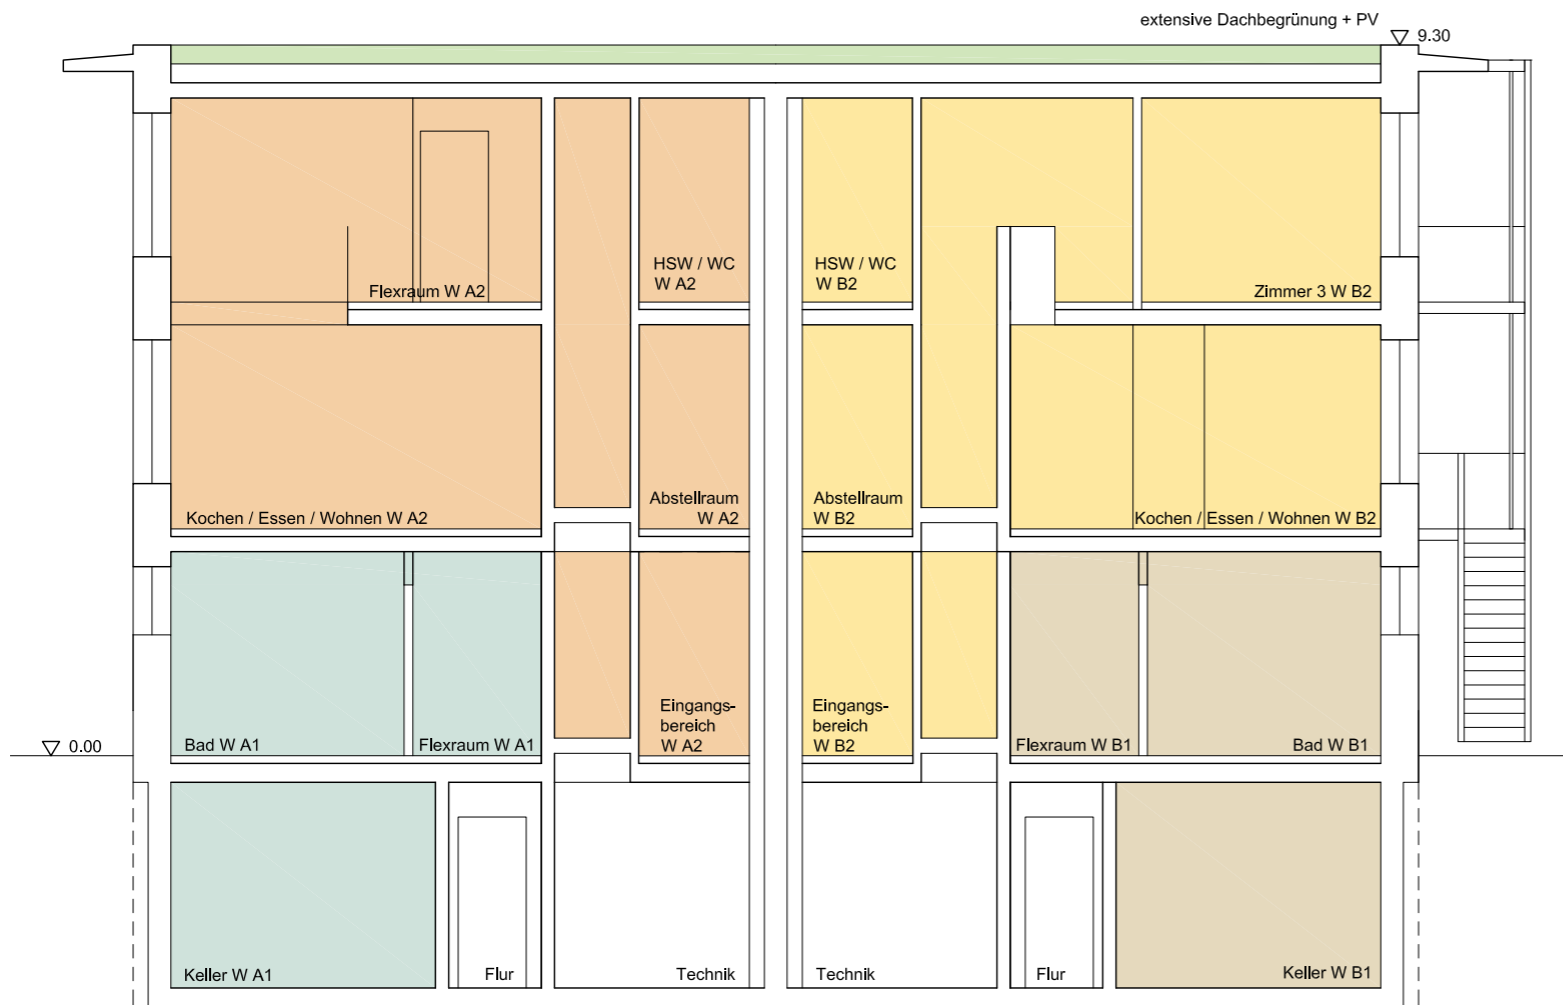 extensive Dachbegrünung + PV
9.30
HSW / WC
W A2
HSW / WC
W B2
Flexraum W A2
Zimmer 3 W B2
Kochen / Essen / Wohnen W A2
Abstellraum
W A2
Abstellraum
W B2
Kochen / Essen / Wohnen W B2
0.00
Bad W A1
Flexraum W A1
Eingangs-
bereich
W A2
Eingangs-
bereich
W B2
Flexraum W B1
Bad W B1
Keller W A1
Flur
Technik
Technik
Flur
Keller W B1